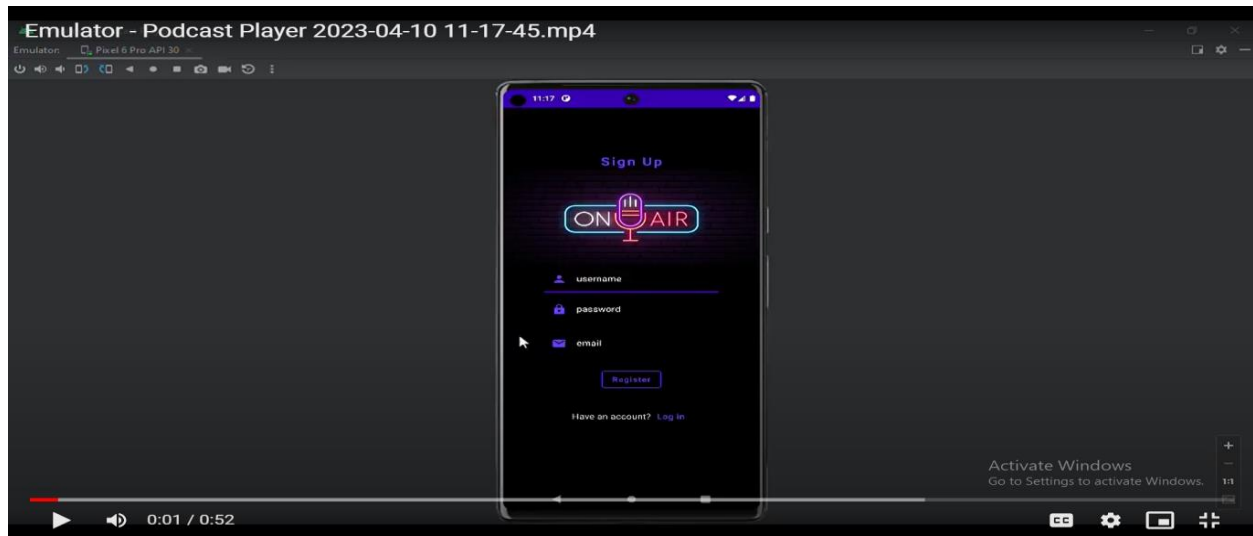 Emulator - Podcast Player 2023-04-10 11-17-45.mp4
Emulator: Pixel 6 Pro API 30
11:17
Sign Up
ON AIR
username
password
email
Register
Have an account? Log in
Activate Windows
Go to Settings to activate Windows.
1:1
0:01 / 0:52
CC